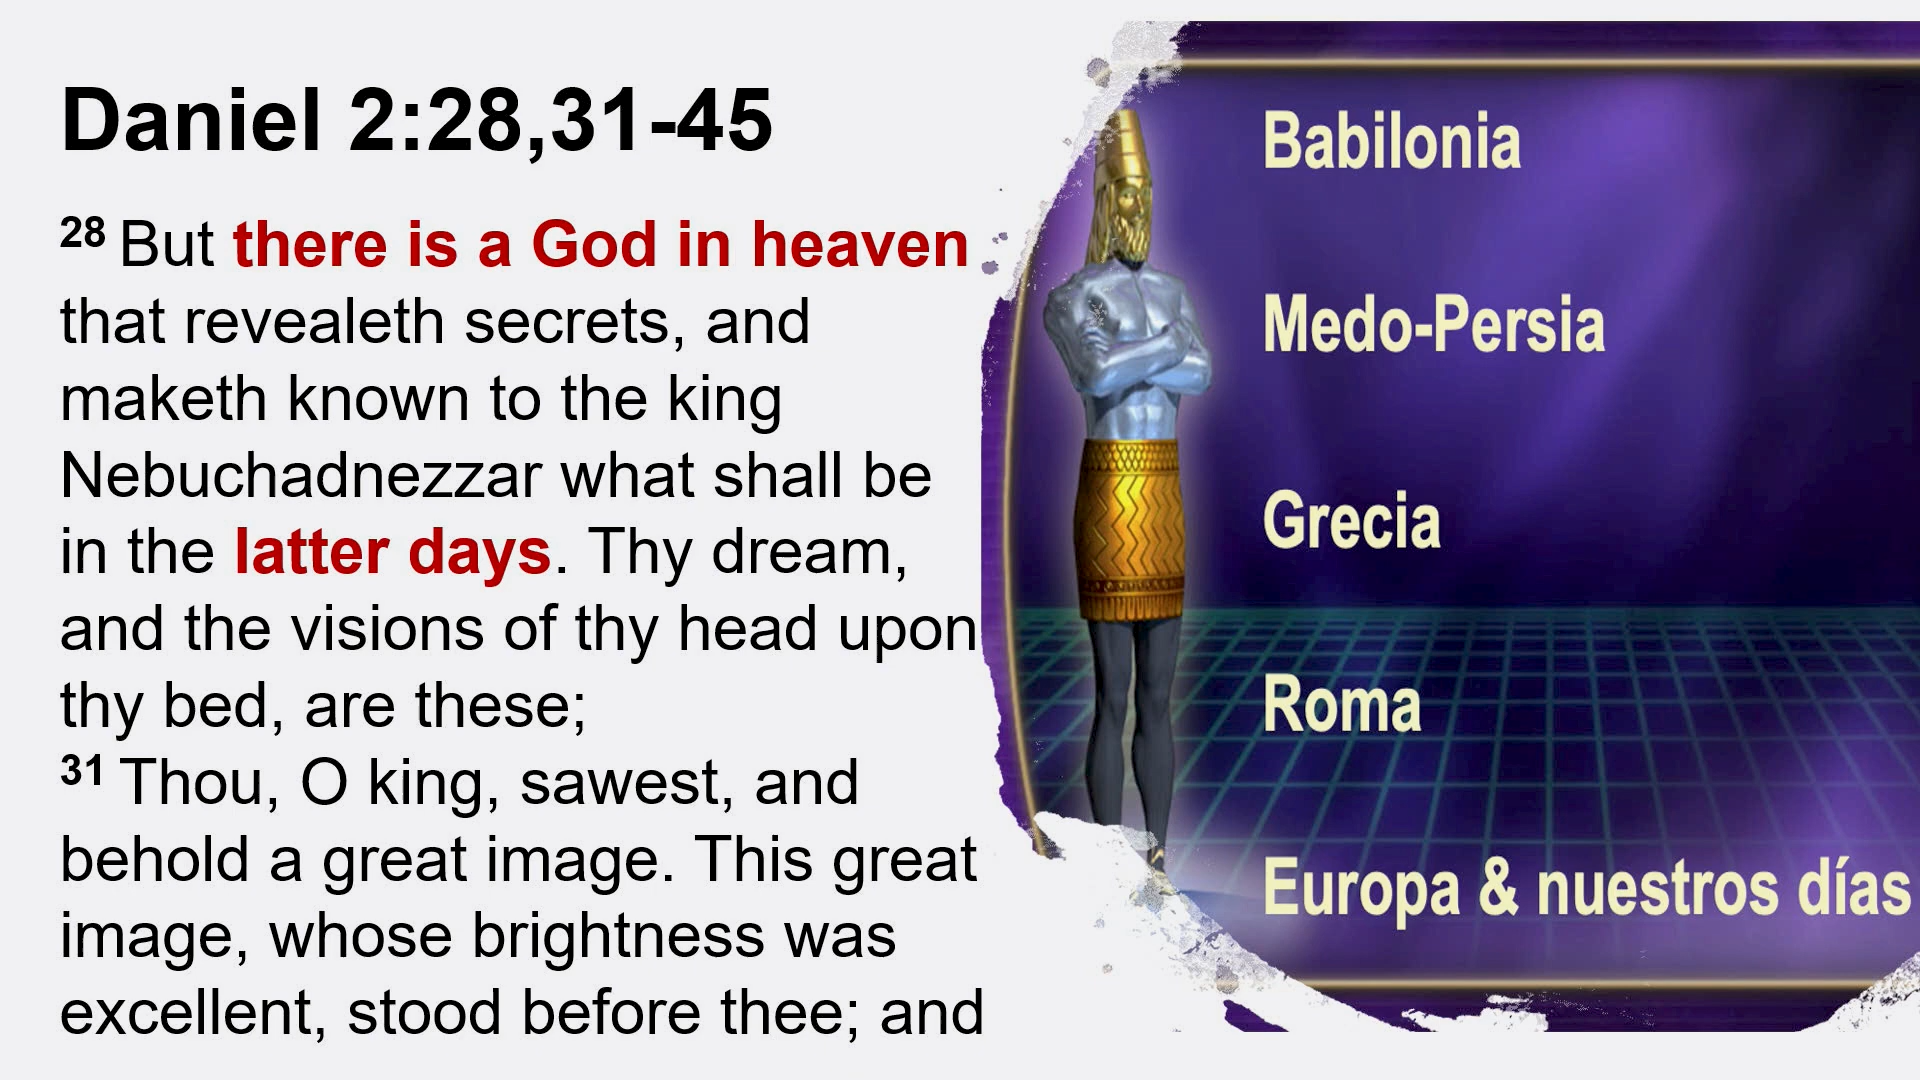 Daniel 2:28,31-45
28 But there is a God in heaven
that revealeth secrets, and
maketh known to the king
Nebuchadnezzar what shall be
in the latter days. Thy dream,
and the visions of thy head upon
thy bed, are these;
31 Thou, O king, sawest, and
behold a great image. This great
image, whose brightness was
excellent, stood before thee; and
Babilonia
Medo-Persia
Grecia
Roma
Europa & nuestros días